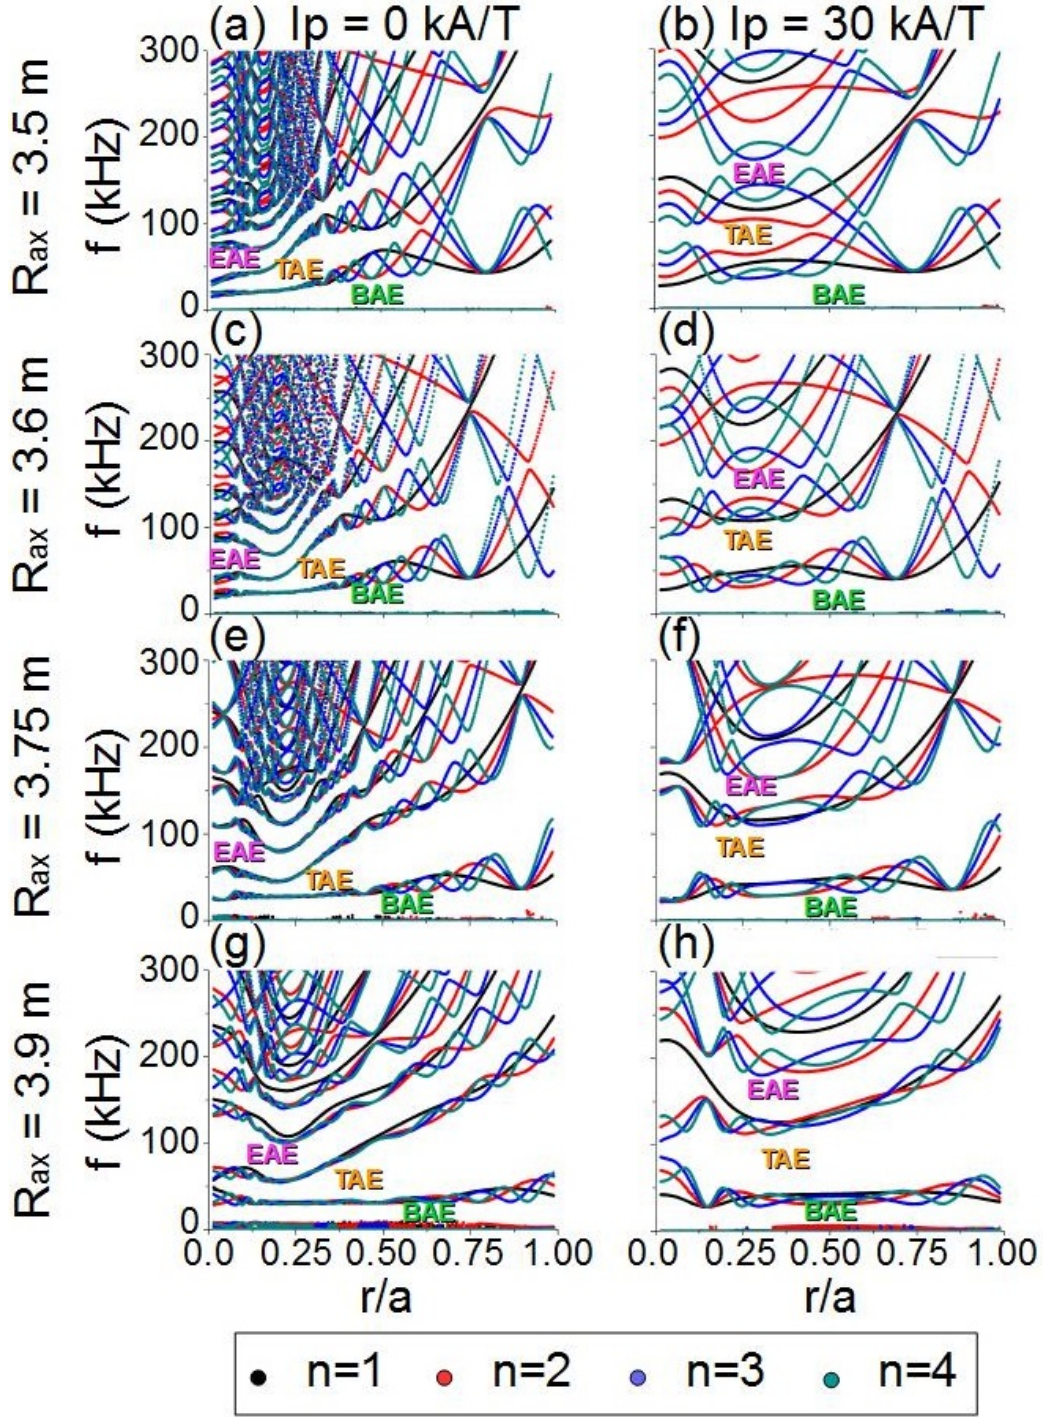 (a) Ip = 0 kA/T
(b) Ip = 30 kA/T
Rax = 3.5 m
f (kHz)
300
200
100
0
EAE
TAE
BAE
EAE
TAE
BAE
(c)
(d)
Rax = 3.6 m
f (kHz)
300
200
100
0
EAE
TAE
BAE
EAE
TAE
BAE
(e)
(f)
Rax = 3.75 m
f (kHz)
300
200
100
0
EAE
TAE
BAE
EAE
TAE
BAE
(g)
(h)
Rax = 3.9 m
f (kHz)
300
200
100
0
EAE
TAE
BAE
EAE
TAE
BAE
0.0 0.25 0.50 0.75 1.00
0.0 0.25 0.50 0.75 1.00
r/a
r/a
n=1 n=2 n=3 n=4